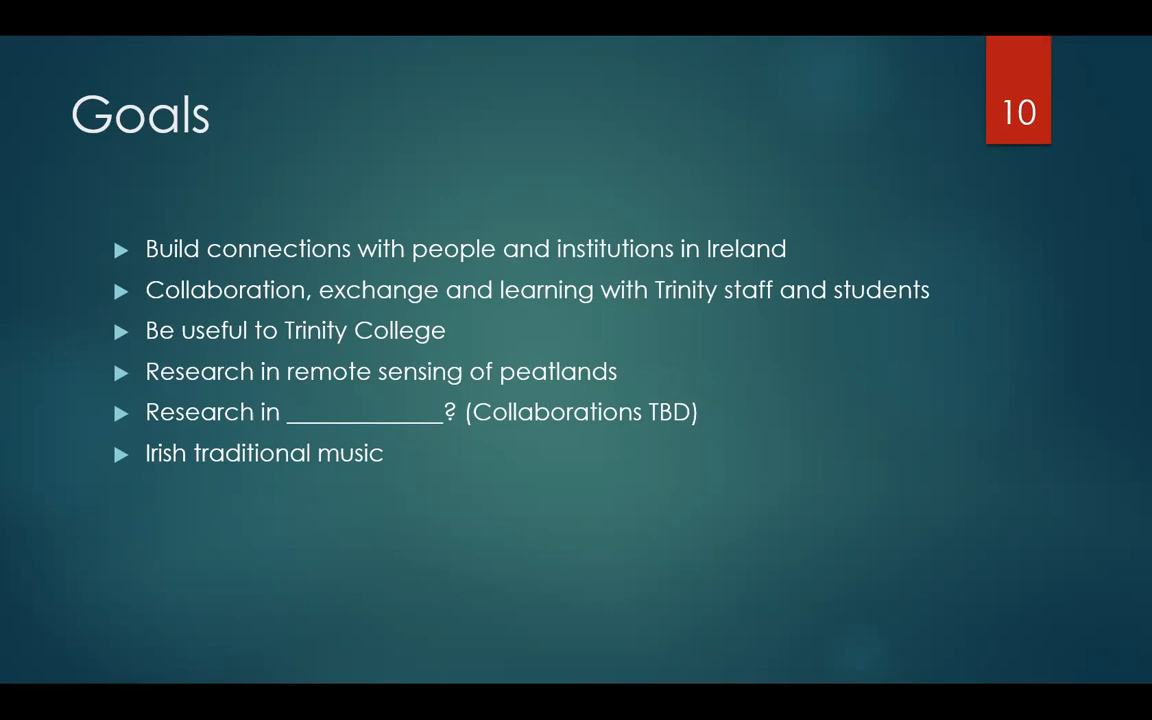 Goals
10
Build connections with people and institutions in Ireland
Collaboration, exchange and learning with Trinity staff and students
Be useful to Trinity College
Research in remote sensing of peatlands
Research in _____________? (Collaborations TBD)
Irish traditional music